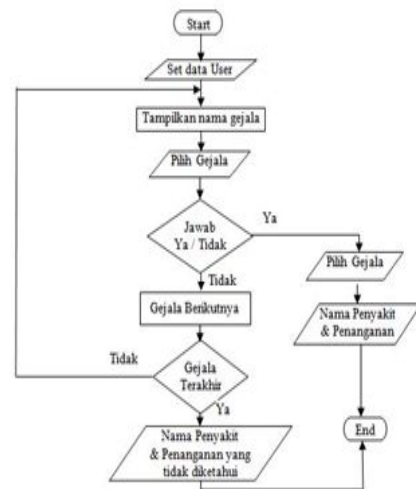 Start
Set data User
Tampilkan nama gejala
Pilih Gejala
Jawab
Ya / Tidak
Ya
Tidak
Pilih Gejala
Gejala Berikutnya
Nama Penyakit
& Penanganan
Tidak
Gejala
Terakhir
Ya
Nama Penyakit
& Penanganan yang
tidak diketahui
End